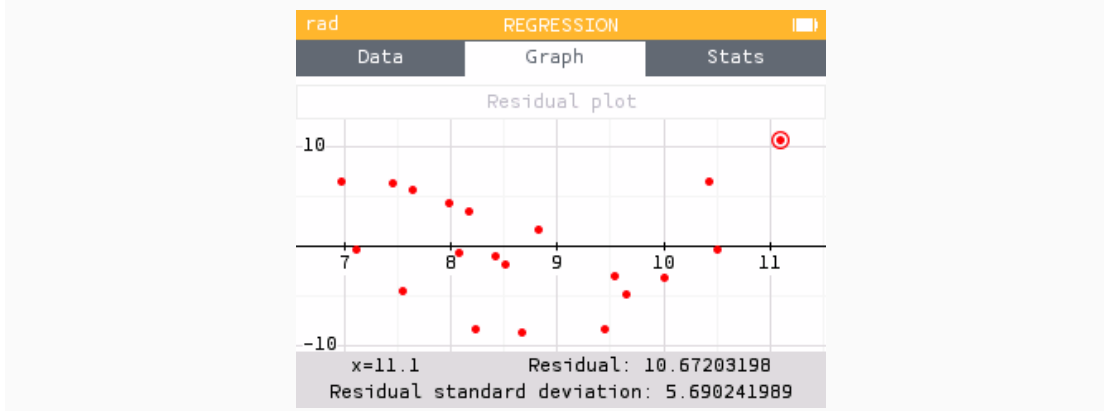 rad REGRESSION
Data Graph Stats
Residual plot
10
7 8 9 10 11
-10
x=11.1 Residual: 10.67203198
Residual standard deviation: 5.690241989